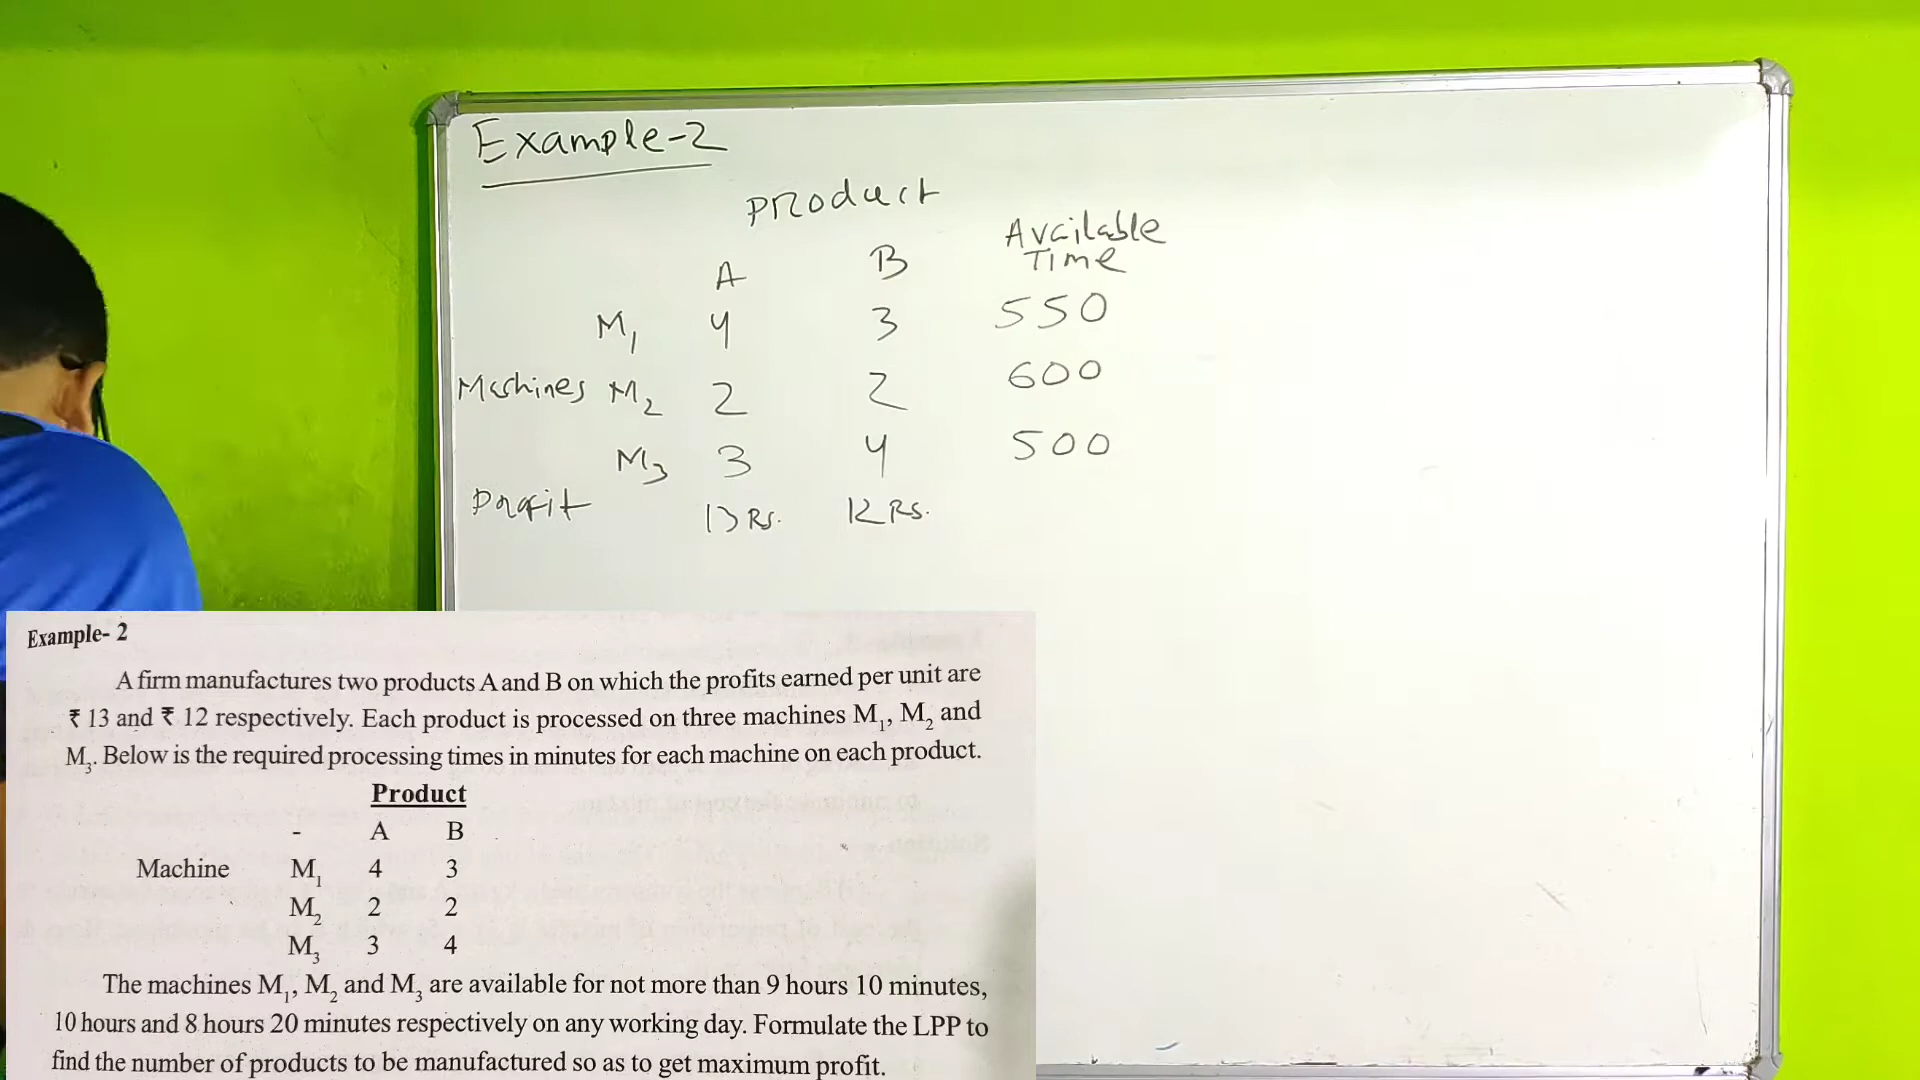 Example-2
Product
A B Available Time
M₁ 4 3 550
Machines M₂ 2 2 600
M₃ 3 4 500
Profit 13 Rs. 12 Rs.
Example- 2
A firm manufactures two products A and B on which the profits earned per unit are
₹ 13 and ₹ 12 respectively. Each product is processed on three machines M₁, M₂ and
M₃. Below is the required processing times in minutes for each machine on each product.
Product
- A B
Machine M₁ 4 3
M₂ 2 2
M₃ 3 4
The machines M₁, M₂ and M₃ are available for not more than 9 hours 10 minutes,
10 hours and 8 hours 20 minutes respectively on any working day. Formulate the LPP to
find the number of products to be manufactured so as to get maximum profit.